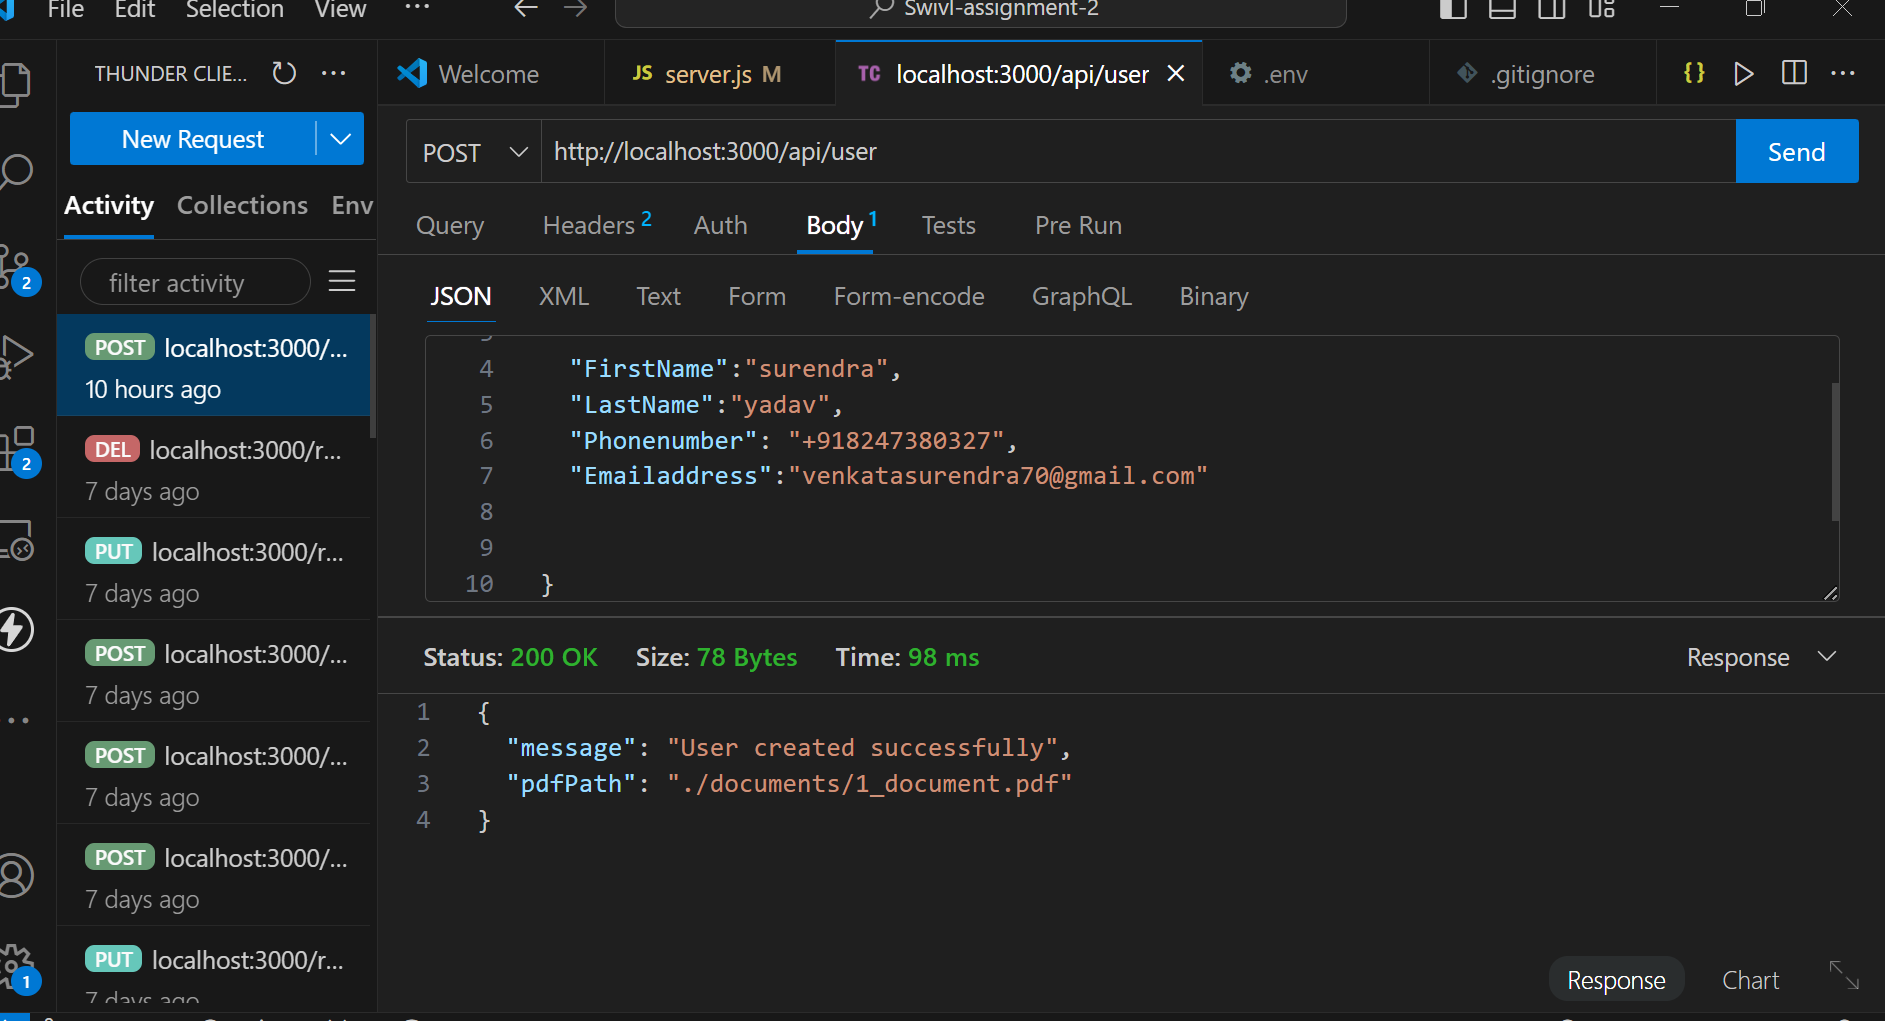 File Edit Selection View ··· Swivl-assignment-2
THUNDER CLIE... ···
Welcome
JS server.js M
TC localhost:3000/api/user
.env
.gitignore
{} ···
New Request
POST http://localhost:3000/api/user Send
Activity Collections Env
Query Headers 2 Auth Body 1 Tests Pre Run
filter activity
JSON XML Text Form Form-encode GraphQL Binary
POST localhost:3000/...
10 hours ago
DEL localhost:3000/r...
7 days ago
PUT localhost:3000/r...
7 days ago
POST localhost:3000/...
7 days ago
POST localhost:3000/...
7 days ago
POST localhost:3000/...
7 days ago
PUT localhost:3000/r...
7 days ago
2
2
1
4 "FirstName":"surendra",
5 "LastName":"yadav",
6 "Phonenumber": "+918247380327",
7 "Emailaddress":"venkatasurendra70@gmail.com"
8
9
10 }
Status: 200 OK Size: 78 Bytes Time: 98 ms Response
1 {
2 "message": "User created successfully",
3 "pdfPath": "./documents/1_document.pdf"
4 }
Response Chart